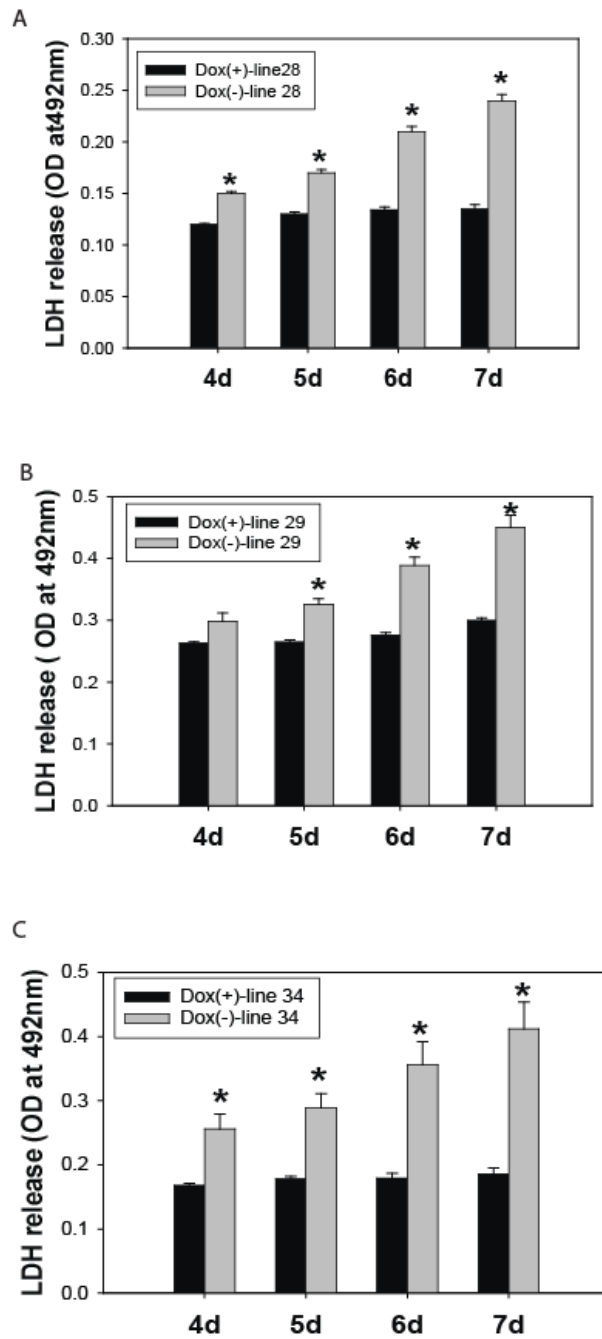 A
LDH release (OD at492nm)
0.30
0.25
0.20
0.15
0.10
0.05
0.00
Dox(+)-line28
Dox(-)-line 28
*
*
*
*
4d 5d 6d 7d
B
LDH release ( OD at 492nm)
0.5
0.4
0.3
0.2
0.1
0.0
Dox(+)-line 29
Dox(-)-line 29
*
*
*
4d 5d 6d 7d
C
LDH release (OD at 492nm)
0.5
0.4
0.3
0.2
0.1
0.0
Dox(+)-line 34
Dox(-)-line 34
*
*
*
*
4d 5d 6d 7d